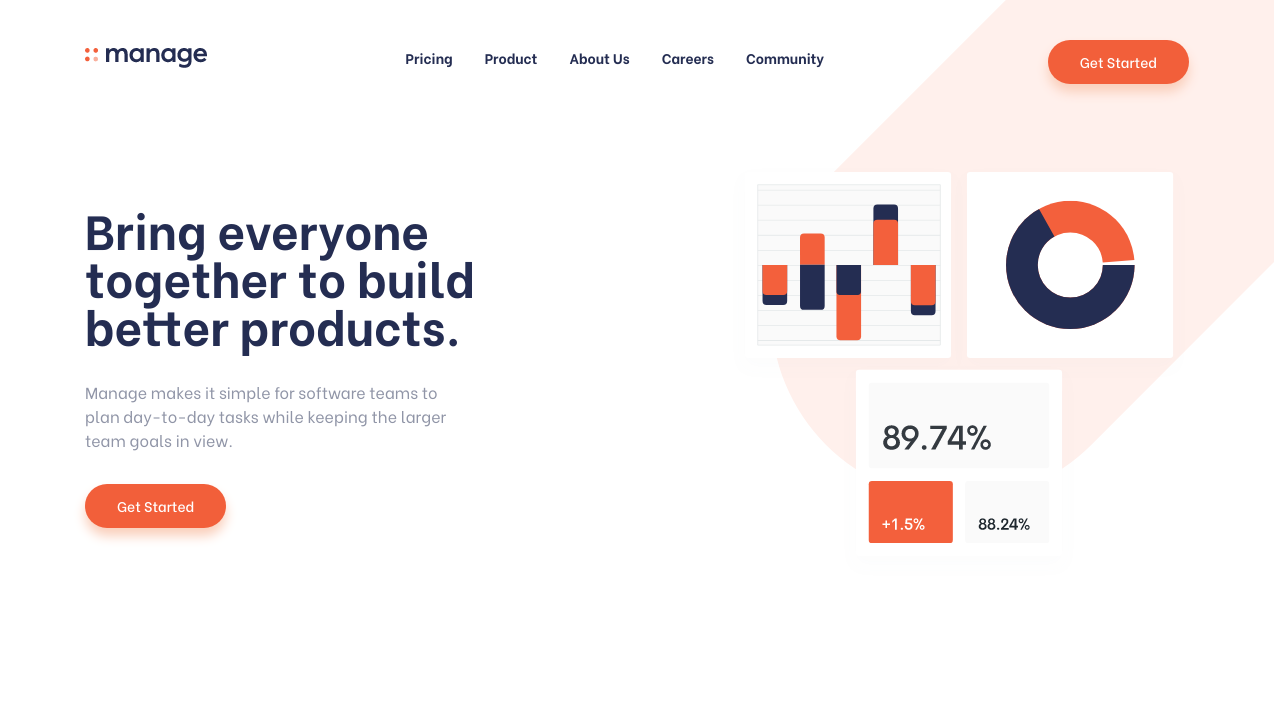 manage
Pricing
Product
About Us
Careers
Community
Get Started
Bring everyone
together to build
better products.
Manage makes it simple for software teams to
plan day-to-day tasks while keeping the larger
team goals in view.
Get Started
89.74%
+1.5%
88.24%